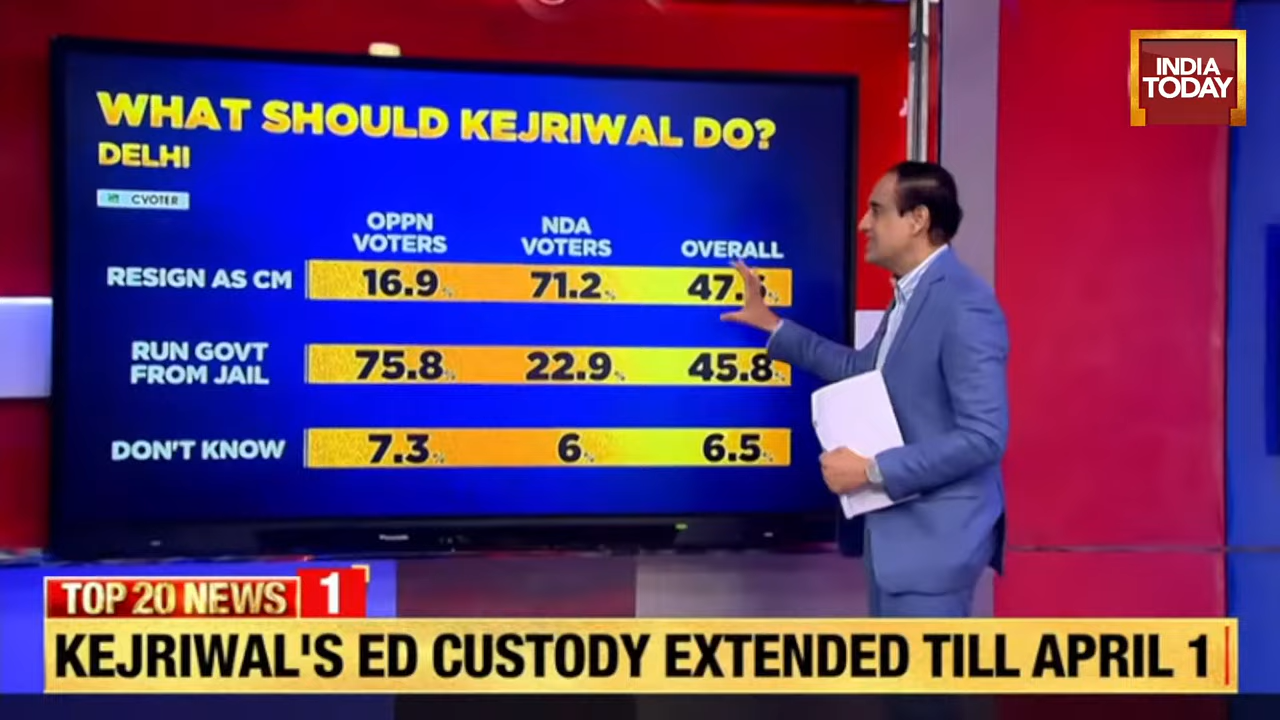 INDIA
TODAY
WHAT SHOULD KEJRIWAL DO?
DELHI
CVOTER
OPPN VOTERS NDA VOTERS OVERALL
RESIGN AS CM 16.9% 71.2%
RUN GOVT FROM JAIL 75.8% 22.9% 45.8%
DON'T KNOW 7.3% 6% 6.5%
TOP 20 NEWS 1
KEJRIWAL'S ED CUSTODY EXTENDED TILL APRIL 1